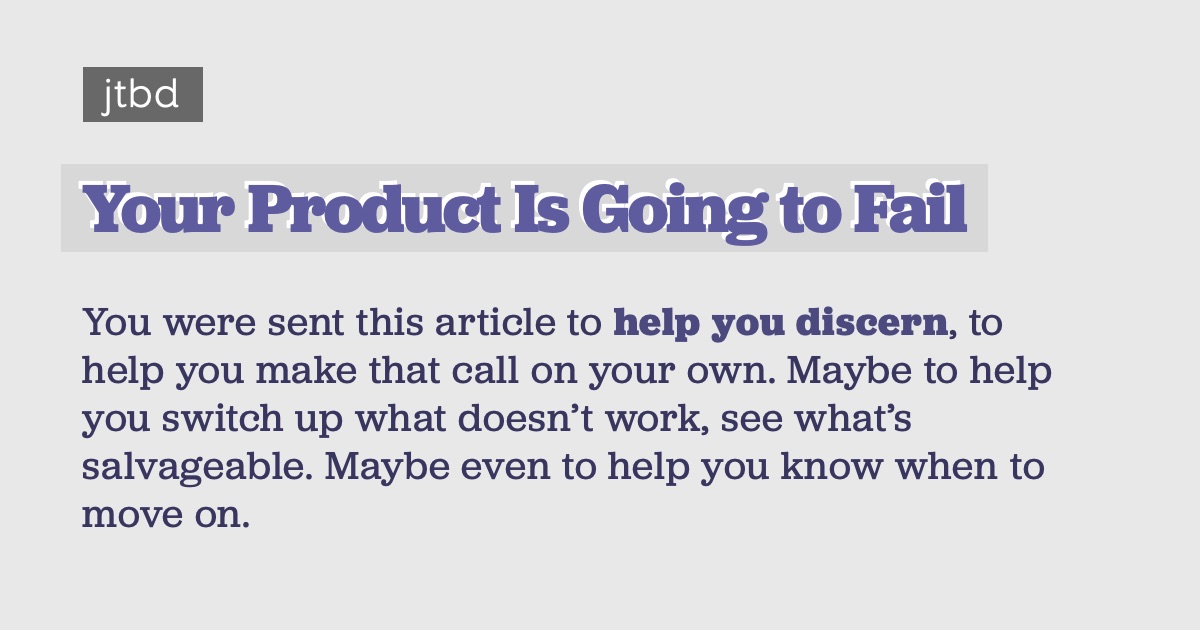 jtbd
Your Product Is Going to Fail
You were sent this article to help you discern, to
help you make that call on your own. Maybe to help
you switch up what doesn’t work, see what’s
salvageable. Maybe even to help you know when to
move on.